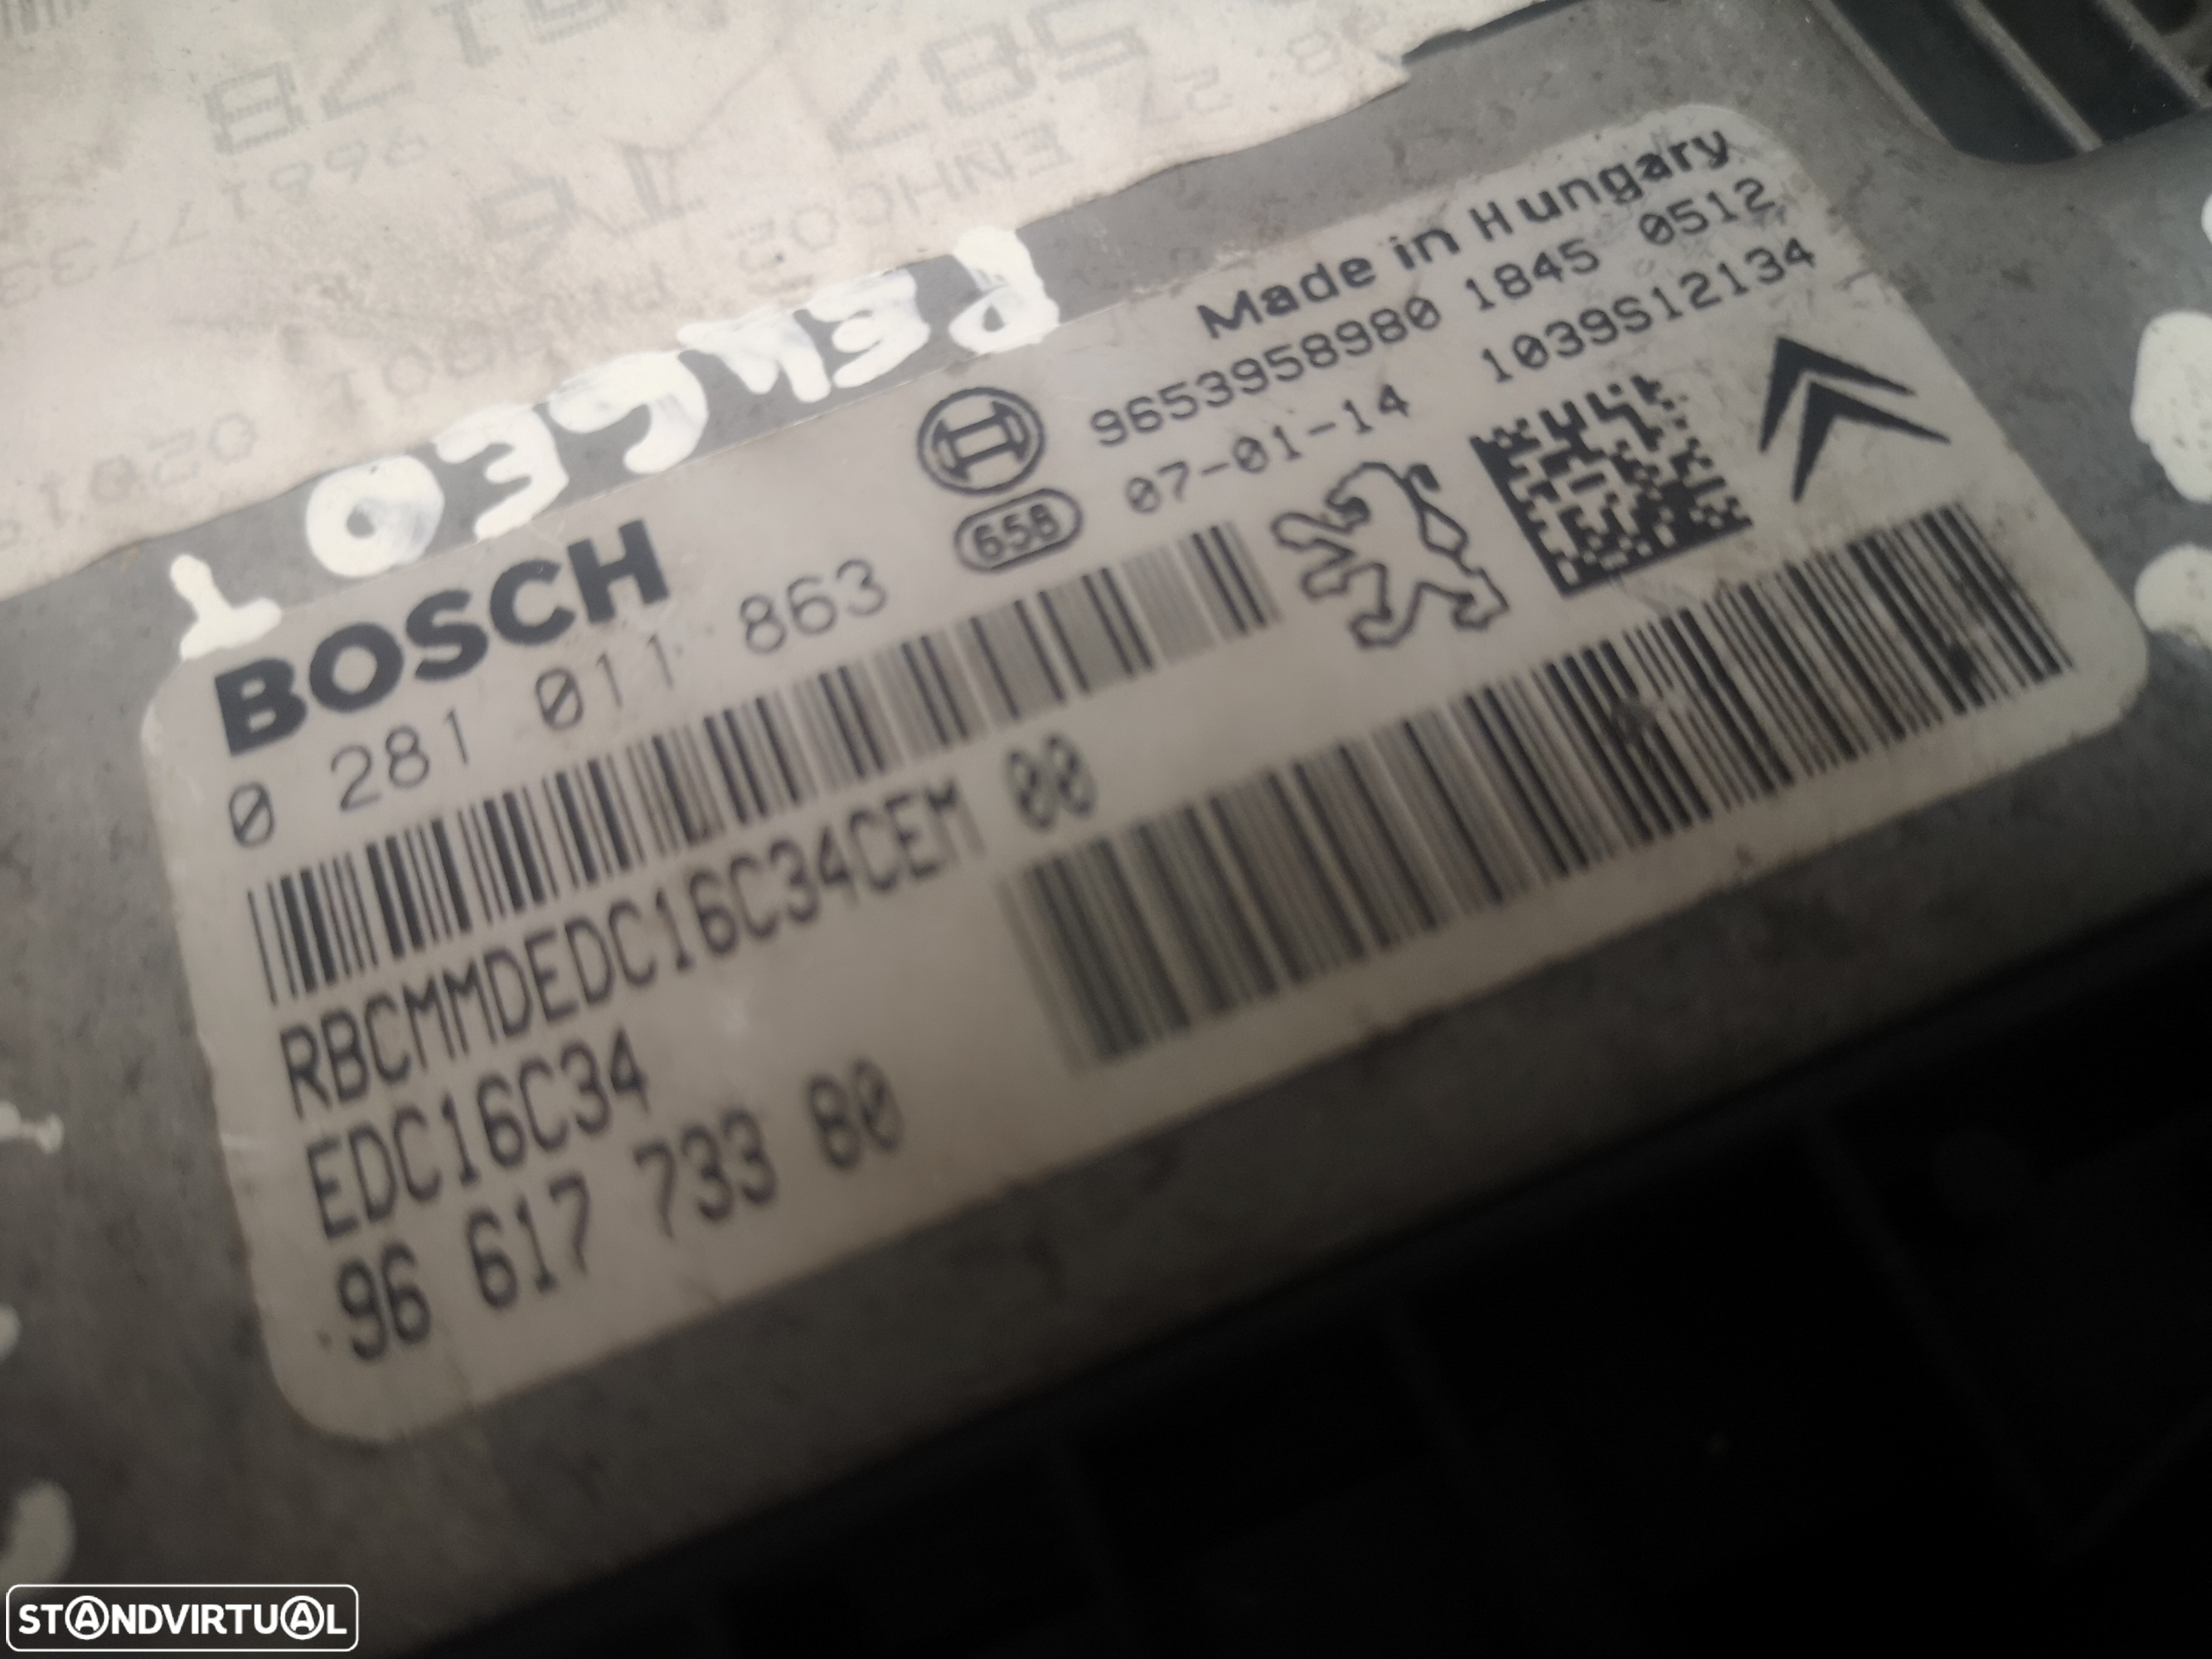 BOSCH
0 281 011 863
658
Made in Hungary
9653958980 1845 0512
07-01-14 1039S12134
RBCMMDEDC16C34CEM 00
EDC16C34
96 617 733 80
STANDVIRTUAL